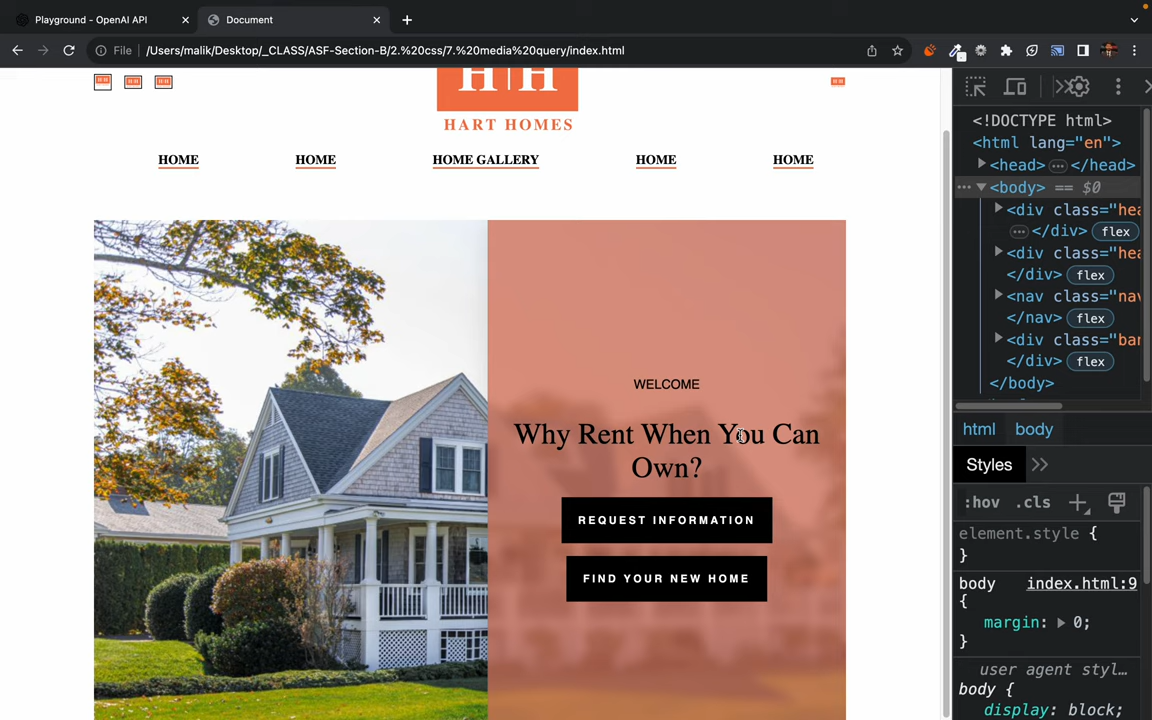 Playground - OpenAI API
Document
File
/Users/malik/Desktop/_CLASS/ASF-Section-B/2.%20css/7.%20media%20query/index.html
H|H
HART HOMES
HOME
HOME
HOME GALLERY
HOME
HOME
WELCOME
Why Rent When You Can
Own?
REQUEST INFORMATION
FIND YOUR NEW HOME
<!DOCTYPE html>
<html lang="en">
<head> … </head>
… <body> == $0
<div class="hea
… </div> flex
<div class="hea
</div> flex
<nav class="nav
</nav> flex
<div class="bar
</div> flex
</body>
html body
Styles
:hov .cls
element.style {
}
body index.html:9
{
margin: 0;
}
user agent styl…
body {
display: block;